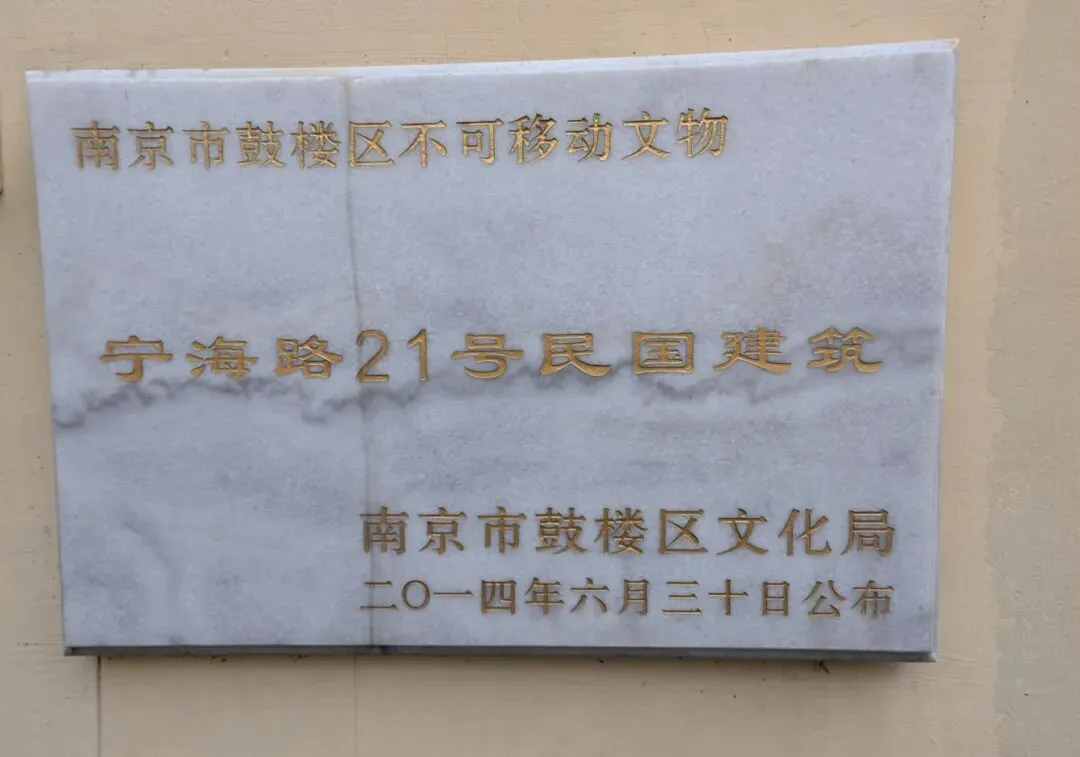 南京市鼓楼区不可移动文物
宁海路21号民国建筑
南京市鼓楼区文化局
二〇一四年六月三十日公布